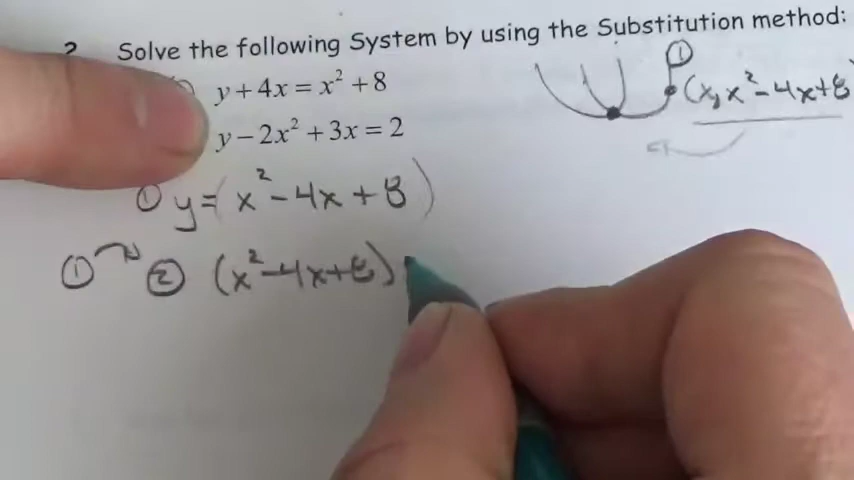 2 Solve the following System by using the Substitution method:
y + 4x = x² + 8
y − 2x² + 3x = 2
① (x, x² − 4x + 8
① y = (x² − 4x + 8)
① ② (x² − 4x + 8)